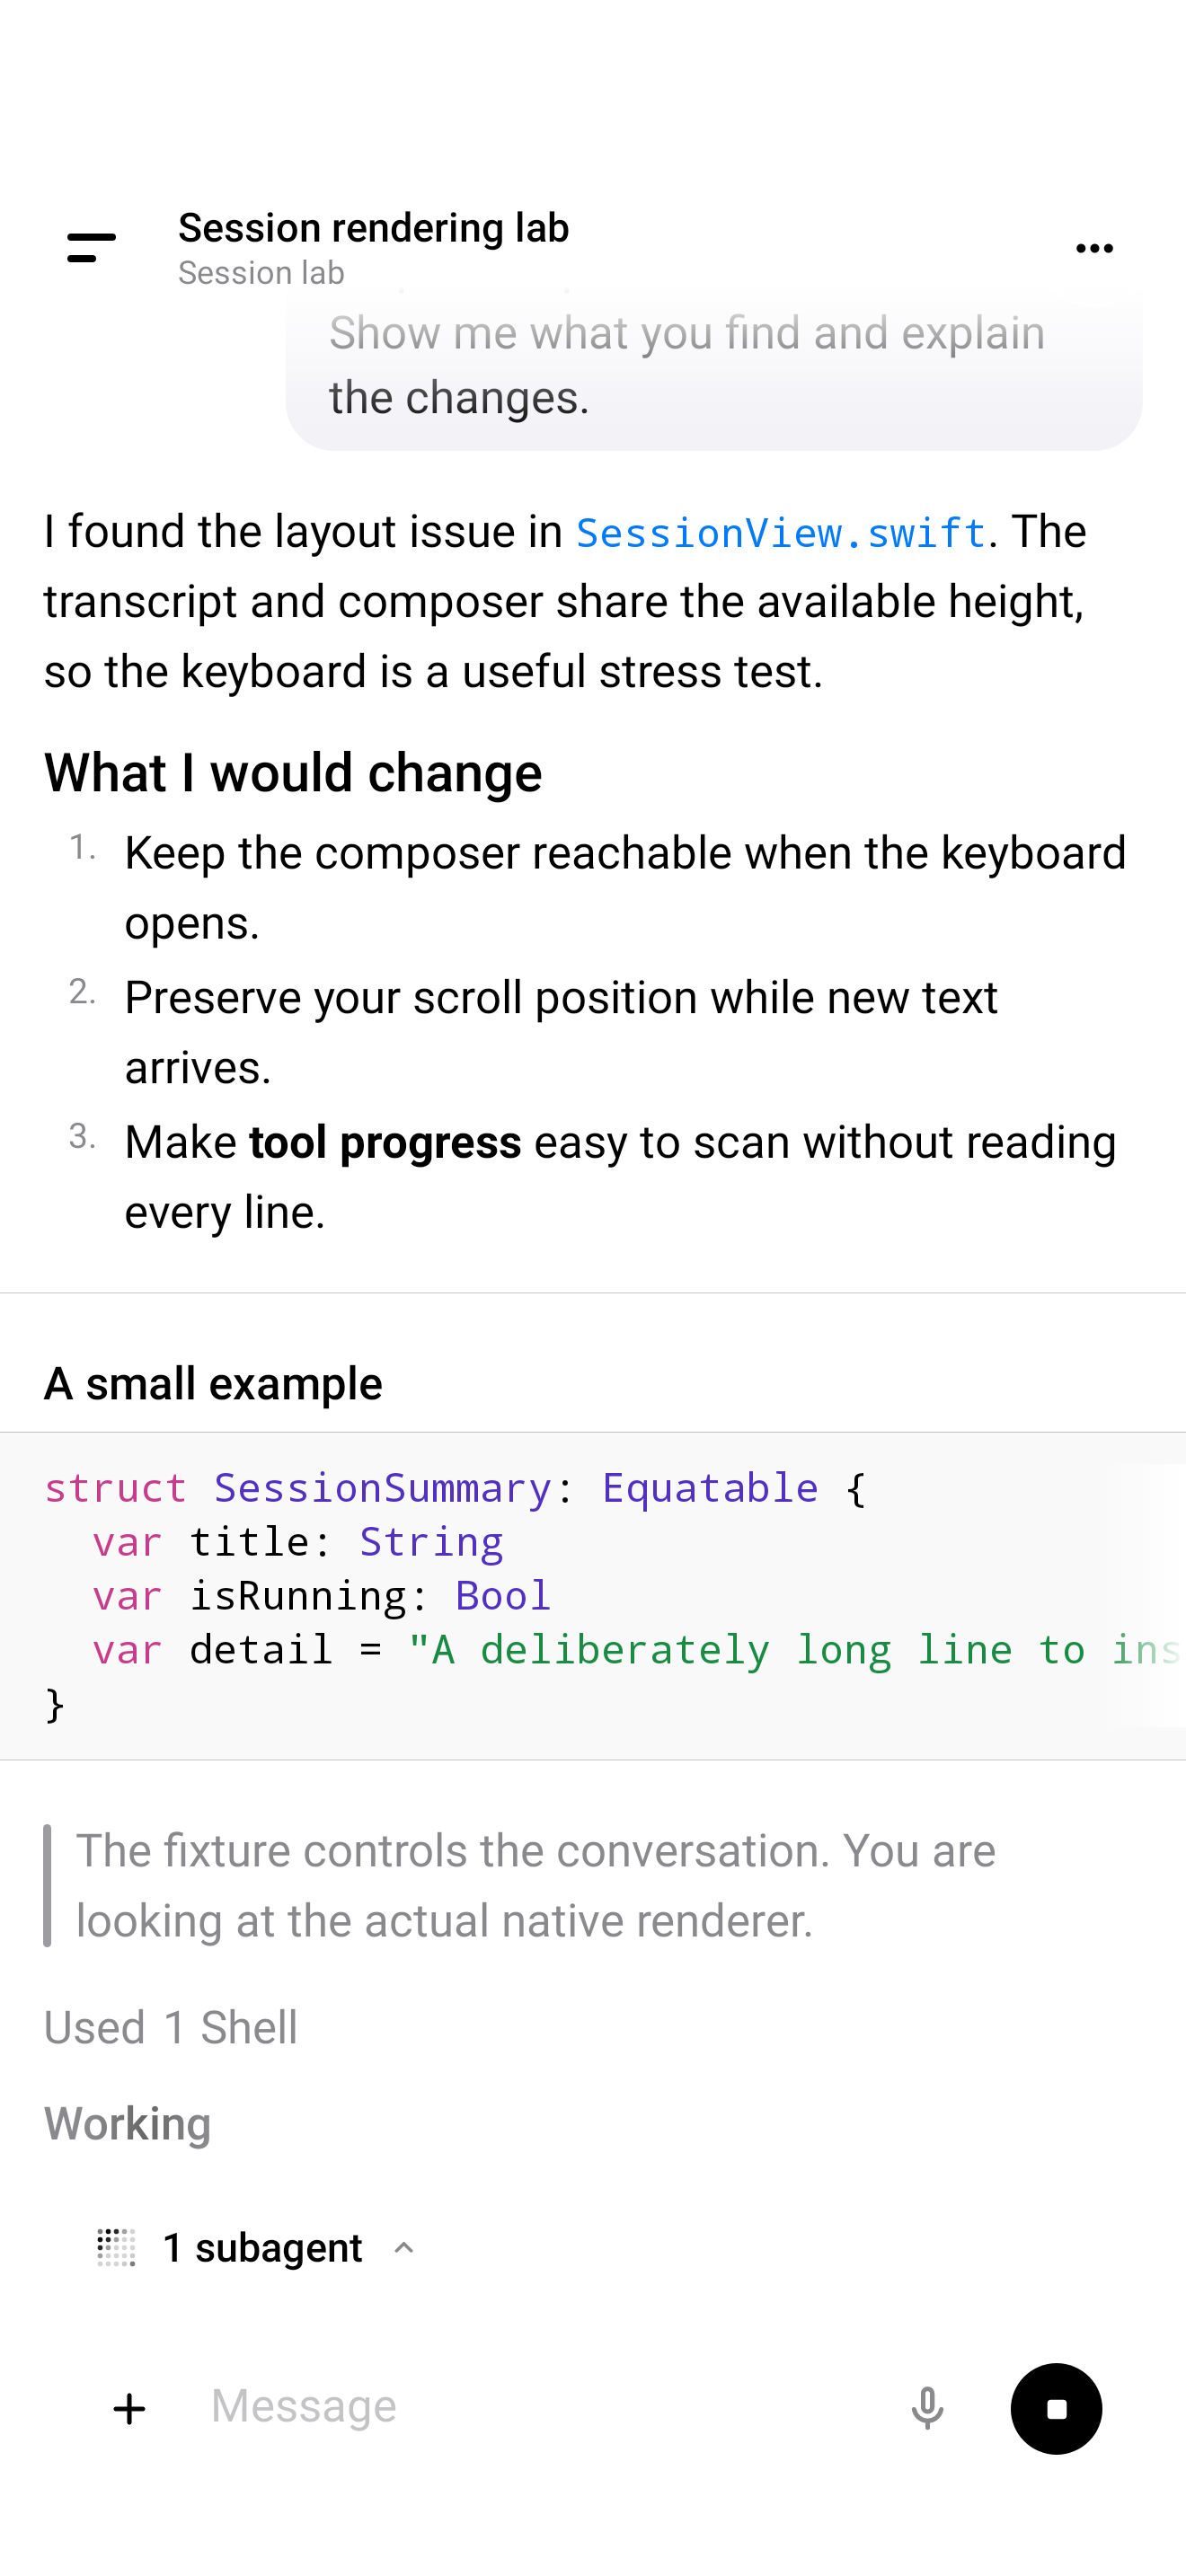 Session rendering lab
Session lab
Show me what you find and explain
the changes.
I found the layout issue in SessionView.swift. The
transcript and composer share the available height,
so the keyboard is a useful stress test.
What I would change
1. Keep the composer reachable when the keyboard
opens.
2. Preserve your scroll position while new text
arrives.
3. Make tool progress easy to scan without reading
every line.
A small example
struct SessionSummary: Equatable {
  var title: String
  var isRunning: Bool
  var detail = "A deliberately long line to ins
}
The fixture controls the conversation. You are
looking at the actual native renderer.
Used 1 Shell
Working
1 subagent
Message